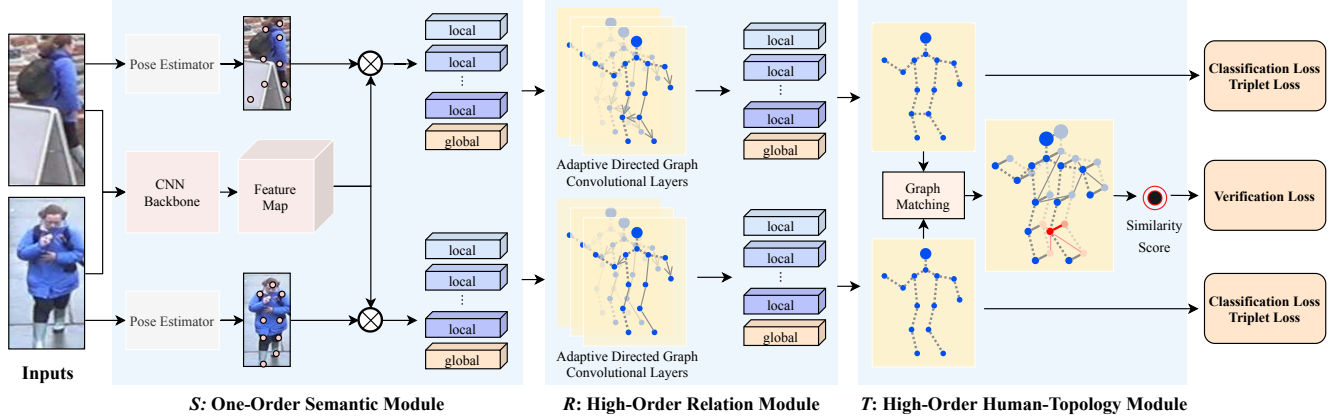 Pose Estimator
CNN
Backbone
Feature
Map
Pose Estimator
Inputs
local
local
local
global
local
local
local
global
S: One-Order Semantic Module
Adaptive Directed Graph
Convolutional Layers
Adaptive Directed Graph
Convolutional Layers
local
local
local
global
local
local
local
global
R: High-Order Relation Module
Graph
Matching
Similarity
Score
T: High-Order Human-Topology Module
Classification Loss
Triplet Loss
Verification Loss
Classification Loss
Triplet Loss